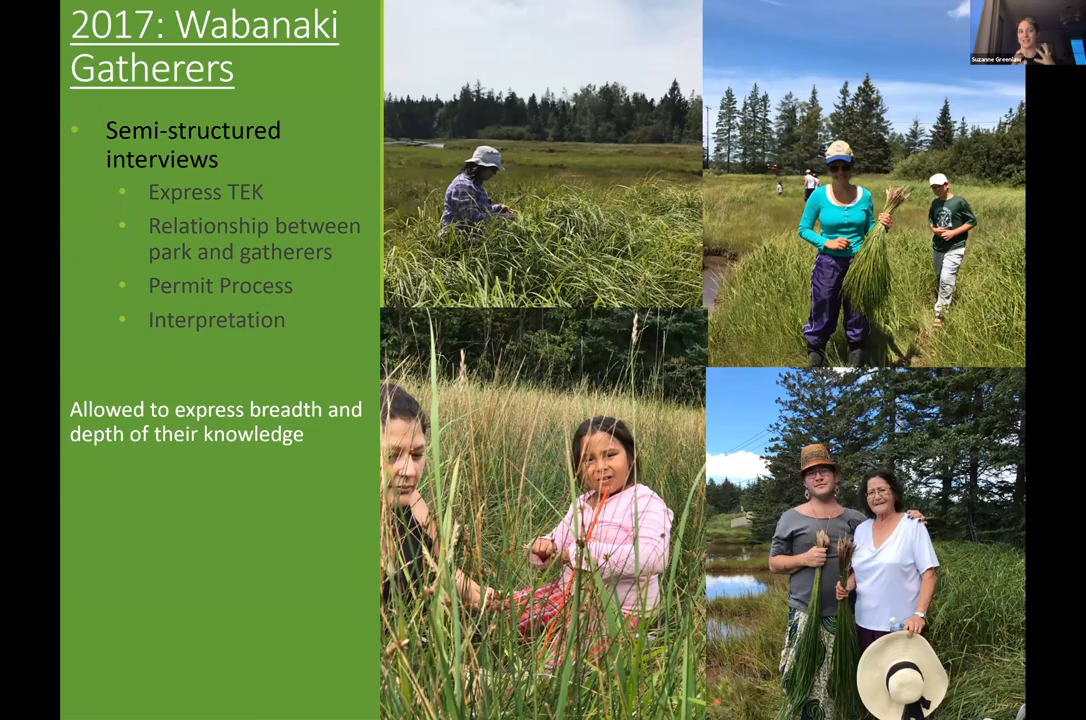 2017: Wabanaki
Gatherers
• Semi-structured
interviews
• Express TEK
• Relationship between
park and gatherers
• Permit Process
• Interpretation
Allowed to express breadth and
depth of their knowledge
Suzanne Greenlaw